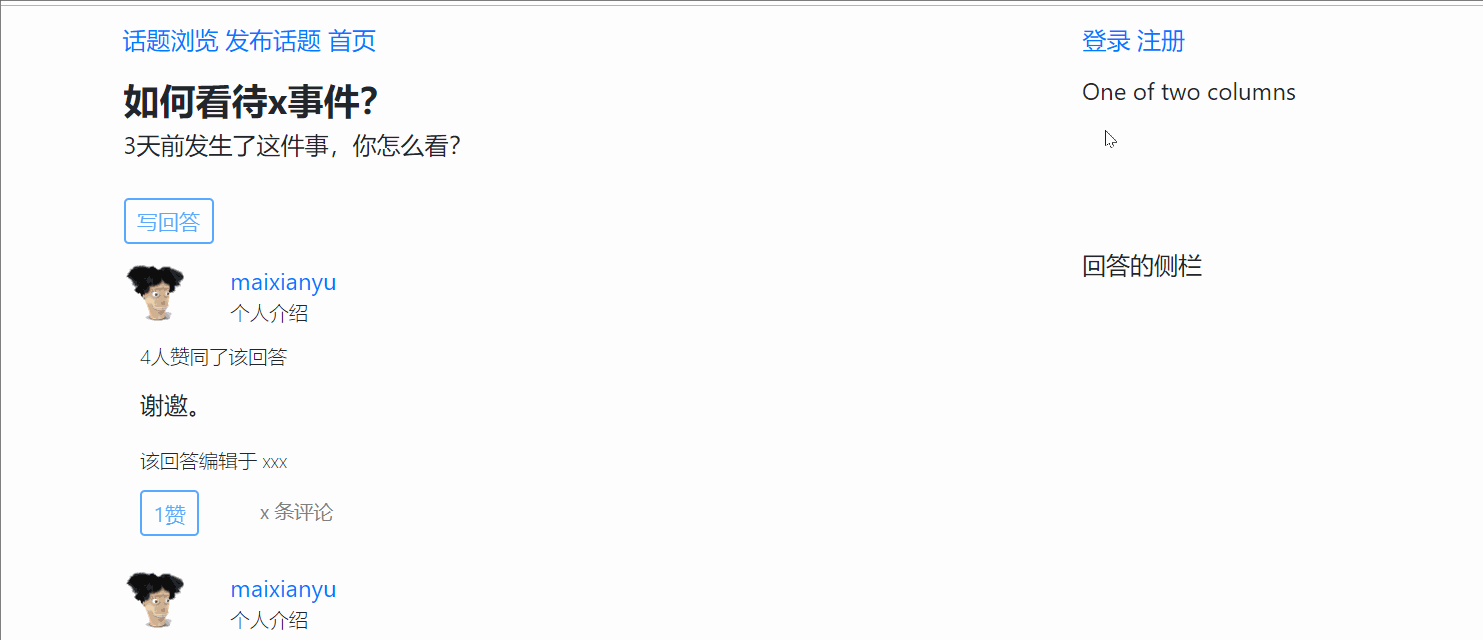 话题浏览 发布话题 首页
登录 注册
如何看待x事件?
One of two columns
3天前发生了这件事，你怎么看?
写回答
maixianyu
个人介绍
回答的侧栏
4人赞同了该回答
谢邀。
该回答编辑于 xxx
1赞
x 条评论
maixianyu
个人介绍